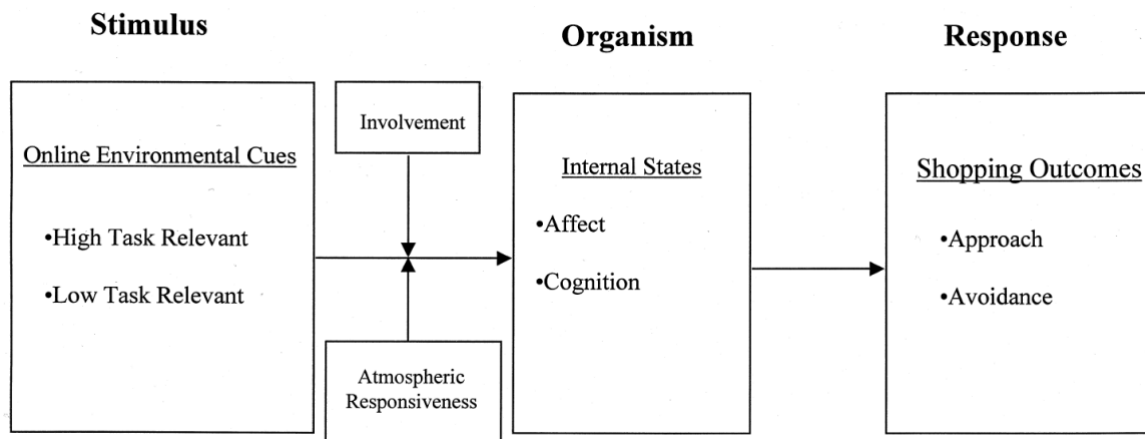 Stimulus
Organism
Response
Involvement
Online Environmental Cues
•High Task Relevant
•Low Task Relevant
Atmospheric
Responsiveness
Internal States
•Affect
•Cognition
Shopping Outcomes
•Approach
•Avoidance